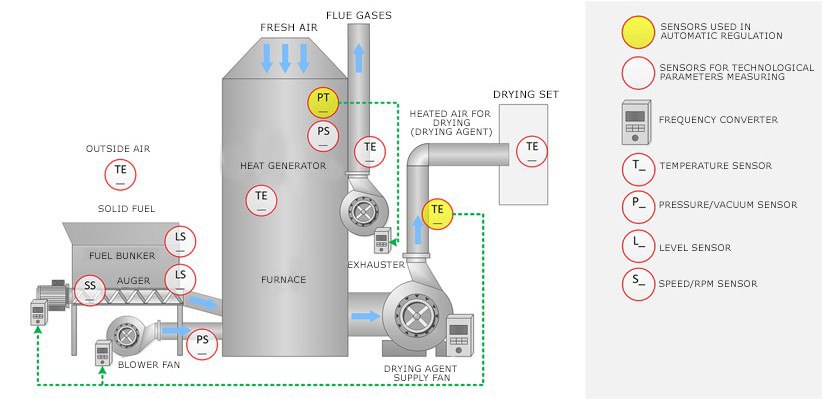 FLUE GASES
FRESH AIR
PT
PS
HEATED AIR FOR
DRYING
(DRYING AGENT)
DRYING SET
TE
TE
OUTSIDE AIR
TE
HEAT GENERATOR
TE
TE
SOLID FUEL
LS
FUEL BUNKER
AUGER
LS
SS
FURNACE
EXHAUSTER
PS
BLOWER FAN
DRYING AGENT
SUPPLY FAN
SENSORS USED IN
AUTOMATIC REGULATION
SENSORS FOR TECHNOLOGICAL
PARAMETERS MEASURING
FREQUENCY CONVERTER
T_ TEMPERATURE SENSOR
P_ PRESSURE/VACUUM SENSOR
L_ LEVEL SENSOR
S_ SPEED/RPM SENSOR